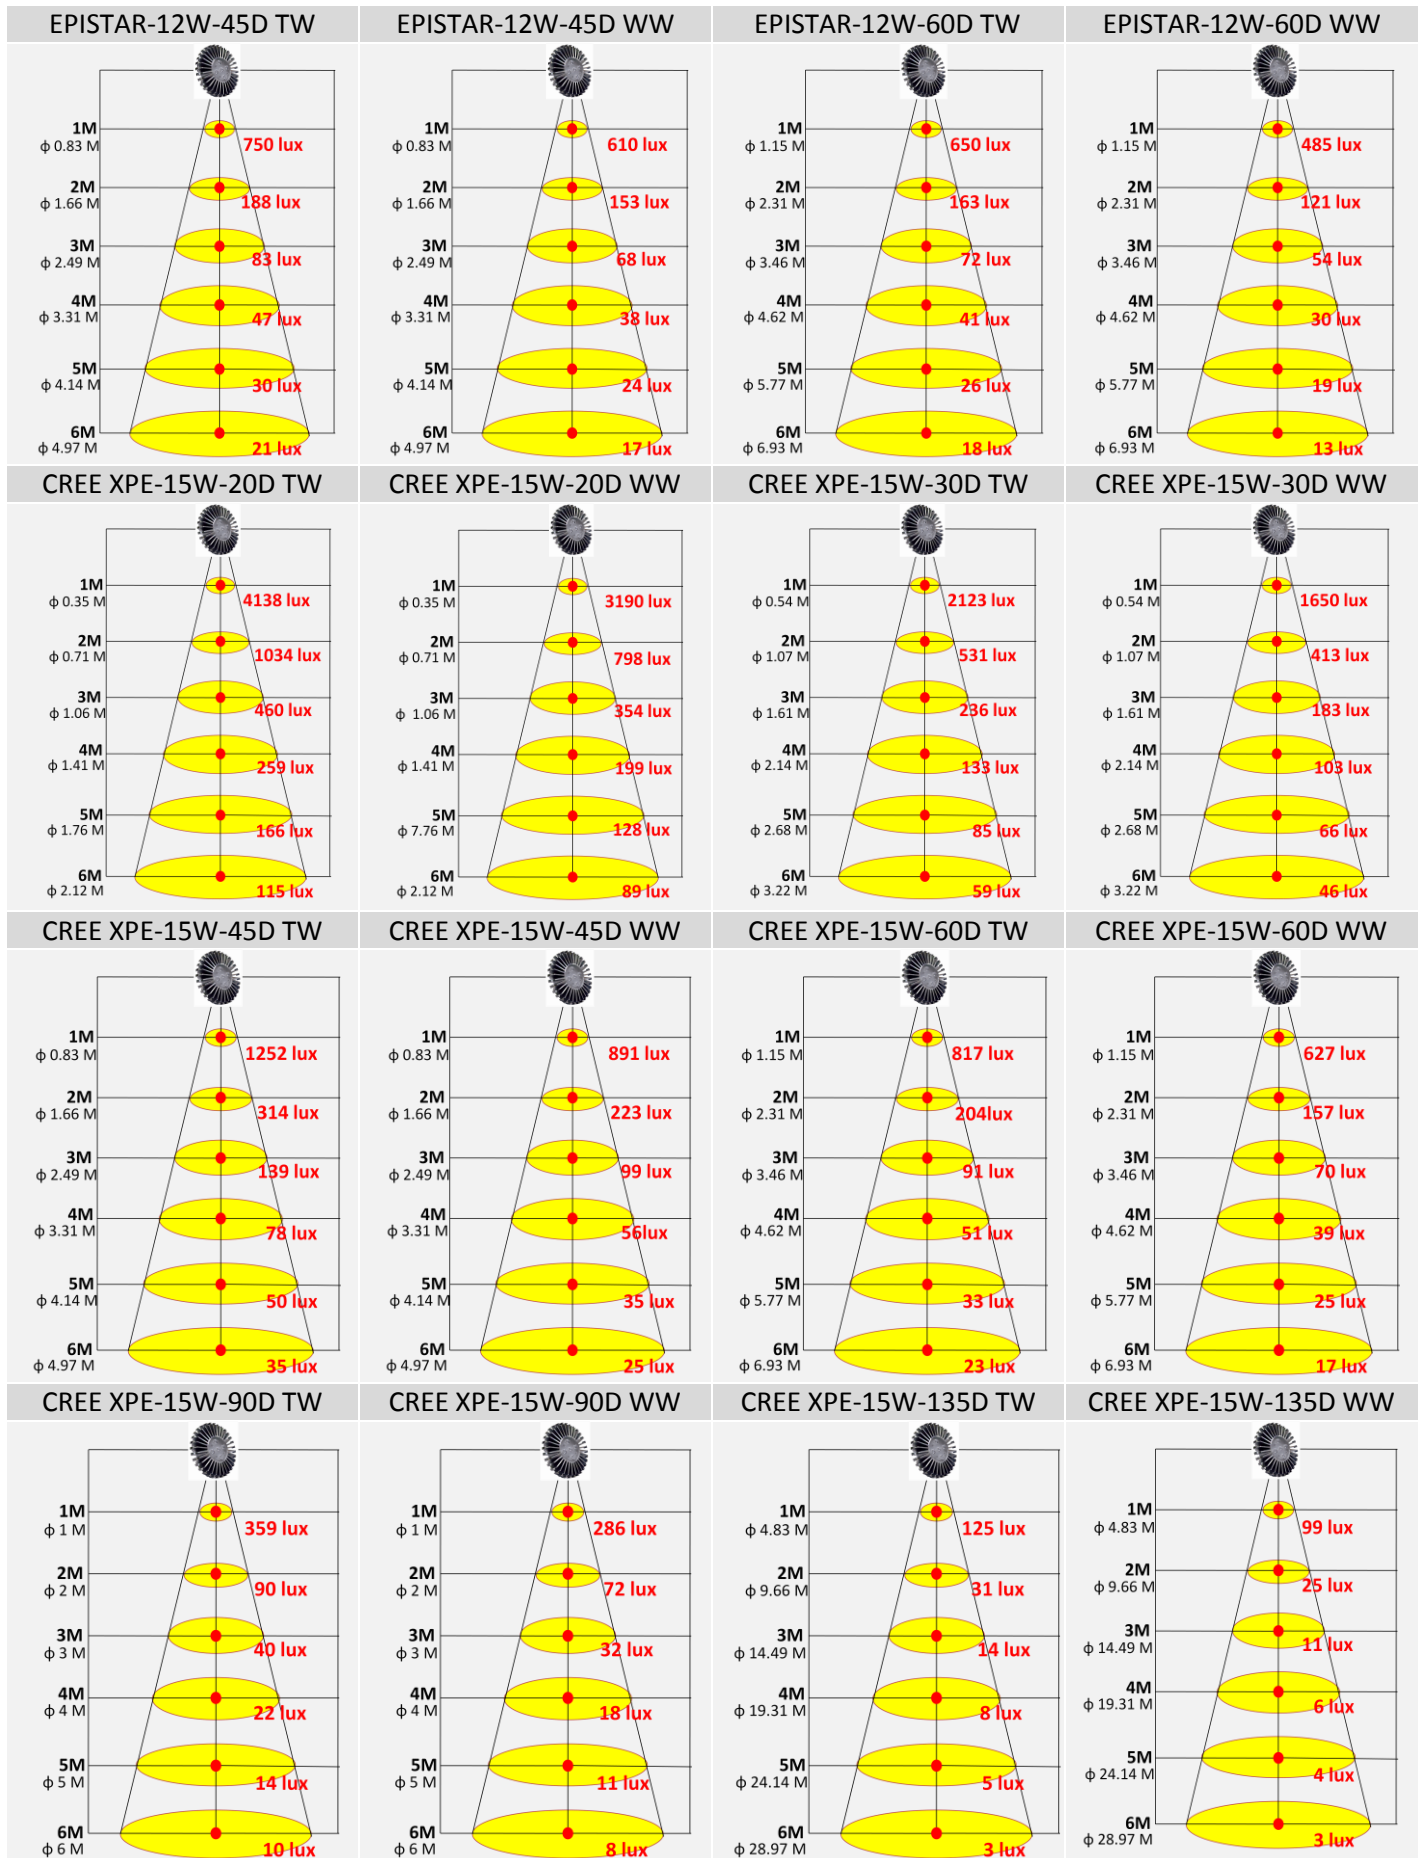 EPISTAR-12W-45D TW
1M
φ 0.83 M
750 lux
2M
φ 1.66 M
188 lux
3M
φ 2.49 M
83 lux
4M
φ 3.31 M
47 lux
5M
φ 4.14 M
30 lux
6M
φ 4.97 M
21 lux
EPISTAR-12W-45D WW
1M
φ 0.83 M
610 lux
2M
φ 1.66 M
153 lux
3M
φ 2.49 M
68 lux
4M
φ 3.31 M
38 lux
5M
φ 4.14 M
24 lux
6M
φ 4.97 M
17 lux
EPISTAR-12W-60D TW
1M
φ 1.15 M
650 lux
2M
φ 2.31 M
163 lux
3M
φ 3.46 M
72 lux
4M
φ 4.62 M
41 lux
5M
φ 5.77 M
26 lux
6M
φ 6.93 M
18 lux
EPISTAR-12W-60D WW
1M
φ 1.15 M
485 lux
2M
φ 2.31 M
121 lux
3M
φ 3.46 M
54 lux
4M
φ 4.62 M
30 lux
5M
φ 5.77 M
19 lux
6M
φ 6.93 M
13 lux
CREE XPE-15W-20D TW
1M
φ 0.35 M
4138 lux
2M
φ 0.71 M
1034 lux
3M
φ 1.06 M
460 lux
4M
φ 1.41 M
259 lux
5M
φ 1.76 M
166 lux
6M
φ 2.12 M
115 lux
CREE XPE-15W-20D WW
1M
φ 0.35 M
3190 lux
2M
φ 0.71 M
798 lux
3M
φ 1.06 M
354 lux
4M
φ 1.41 M
199 lux
5M
φ 7.76 M
128 lux
6M
φ 2.12 M
89 lux
CREE XPE-15W-30D TW
1M
φ 0.54 M
2123 lux
2M
φ 1.07 M
531 lux
3M
φ 1.61 M
236 lux
4M
φ 2.14 M
133 lux
5M
φ 2.68 M
85 lux
6M
φ 3.22 M
59 lux
CREE XPE-15W-30D WW
1M
φ 0.54 M
1650 lux
2M
φ 1.07 M
413 lux
3M
φ 1.61 M
183 lux
4M
φ 2.14 M
103 lux
5M
φ 2.68 M
66 lux
6M
φ 3.22 M
46 lux
CREE XPE-15W-45D TW
1M
φ 0.83 M
1252 lux
2M
φ 1.66 M
314 lux
3M
φ 2.49 M
139 lux
4M
φ 3.31 M
78 lux
5M
φ 4.14 M
50 lux
6M
φ 4.97 M
35 lux
CREE XPE-15W-45D WW
1M
φ 0.83 M
891 lux
2M
φ 1.66 M
223 lux
3M
φ 2.49 M
99 lux
4M
φ 3.31 M
56lux
5M
φ 4.14 M
35 lux
6M
φ 4.97 M
25 lux
CREE XPE-15W-60D TW
1M
φ 1.15 M
817 lux
2M
φ 2.31 M
204lux
3M
φ 3.46 M
91 lux
4M
φ 4.62 M
51 lux
5M
φ 5.77 M
33 lux
6M
φ 6.93 M
23 lux
CREE XPE-15W-60D WW
1M
φ 1.15 M
627 lux
2M
φ 2.31 M
157 lux
3M
φ 3.46 M
70 lux
4M
φ 4.62 M
39 lux
5M
φ 5.77 M
25 lux
6M
φ 6.93 M
17 lux
CREE XPE-15W-90D TW
1M
φ 1 M
359 lux
2M
φ 2 M
90 lux
3M
φ 3 M
40 lux
4M
φ 4 M
22 lux
5M
φ 5 M
14 lux
6M
φ 6 M
10 lux
CREE XPE-15W-90D WW
1M
φ 1 M
286 lux
2M
φ 2 M
72 lux
3M
φ 3 M
32 lux
4M
φ 4 M
18 lux
5M
φ 5 M
11 lux
6M
φ 6 M
8 lux
CREE XPE-15W-135D TW
1M
φ 4.83 M
125 lux
2M
φ 9.66 M
31 lux
3M
φ 14.49 M
14 lux
4M
φ 19.31 M
8 lux
5M
φ 24.14 M
5 lux
6M
φ 28.97 M
3 lux
CREE XPE-15W-135D WW
1M
φ 4.83 M
99 lux
2M
φ 9.66 M
25 lux
3M
φ 14.49 M
11 lux
4M
φ 19.31 M
6 lux
5M
φ 24.14 M
4 lux
6M
φ 28.97 M
3 lux